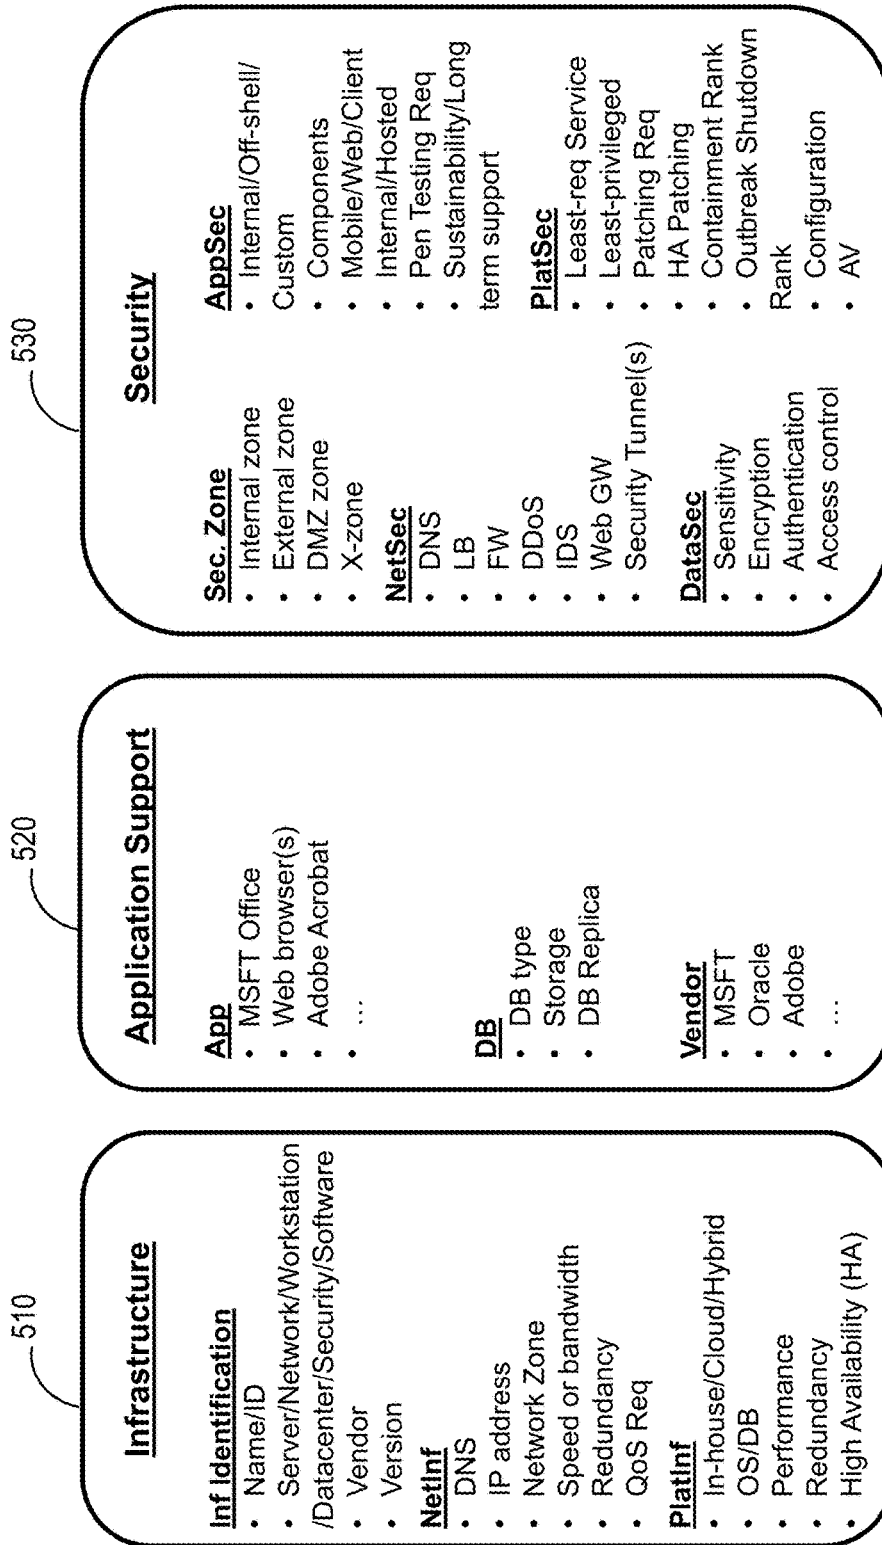 510
Infrastructure
Inf Identification
• Name/ID
• Server/Network/Workstation
/Datacenter/Security/Software
• Vendor
• Version
NetInf
• DNS
• IP address
• Network Zone
• Speed or bandwidth
• Redundancy
• QoS Req
PlatInf
• In-house/Cloud/Hybrid
• OS/DB
• Performance
• Redundancy
• High Availability (HA)
520
Application Support
App
• MSFT Office
• Web browser(s)
• Adobe Acrobat
• ...
DB
• DB type
• Storage
• DB Replica
Vendor
• MSFT
• Oracle
• Adobe
• ...
530
Security
Sec. Zone
• Internal zone
• External zone
• DMZ zone
• X-zone
NetSec
• DNS
• LB
• FW
• DDoS
• IDS
• Web GW
• Security Tunnel(s)
DataSec
• Sensitivity
• Encryption
• Authentication
• Access control
AppSec
• Internal/Off-shell/
Custom
• Components
• Mobile/Web/Client
• Internal/Hosted
• Pen Testing Req
• Sustainability/Long
term support
PlatSec
• Least-req Service
• Least-privileged
• Patching Req
• HA Patching
• Containment Rank
• Outbreak Shutdown
Rank
• Configuration
• AV